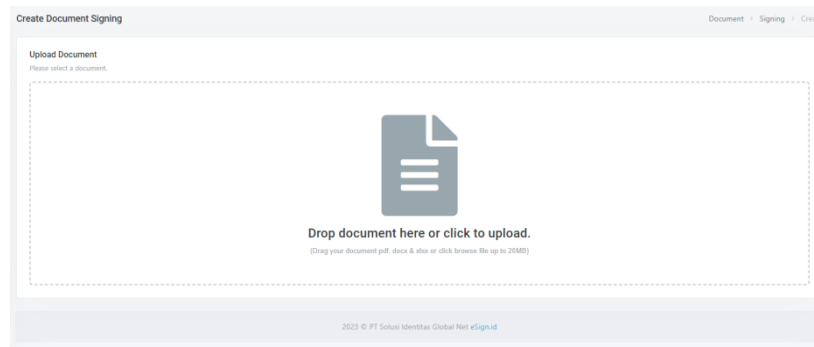 Create Document Signing
Document › Signing › Crea
Upload Document
Please select a document.
Drop document here or click to upload.
(Drag your document pdf, docx & xlsx or click browse file up to 20MB)
2023 © PT Solusi Identitas Global Net eSign.id